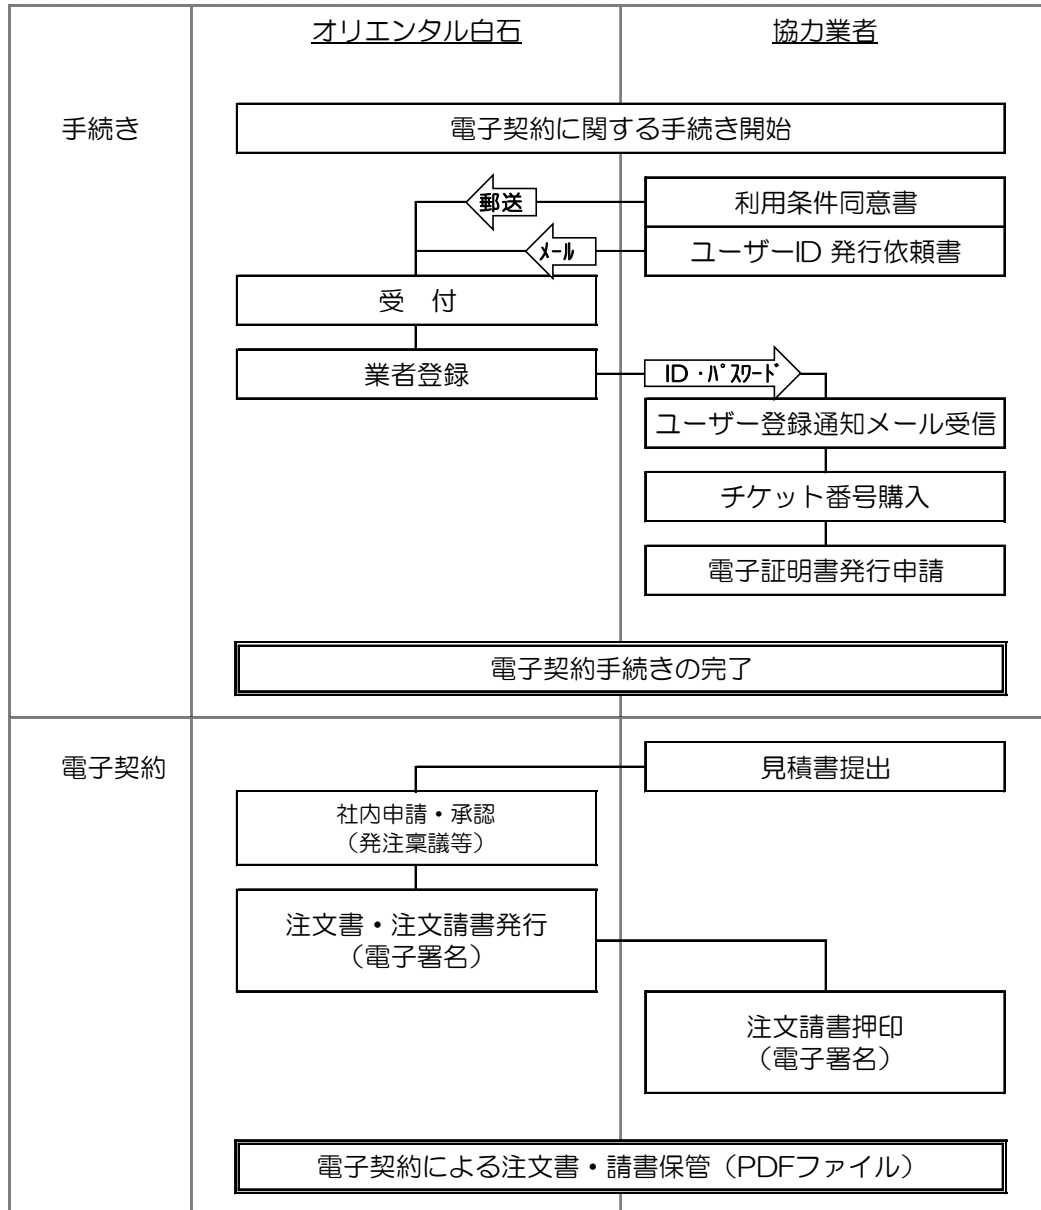 オリエンタル白石
協力業者
手続き
電子契約に関する手続き開始
郵送
利用条件同意書
ﾒｰﾙ
ユーザーID 発行依頼書
受　付
業者登録
ID・ﾊﾟｽﾜｰﾄﾞ
ユーザー登録通知メール受信
チケット番号購入
電子証明書発行申請
電子契約手続きの完了
電子契約
見積書提出
社内申請・承認
（発注稟議等）
注文書・注文請書発行
（電子署名）
注文請書押印
（電子署名）
電子契約による注文書・請書保管（PDFファイル）